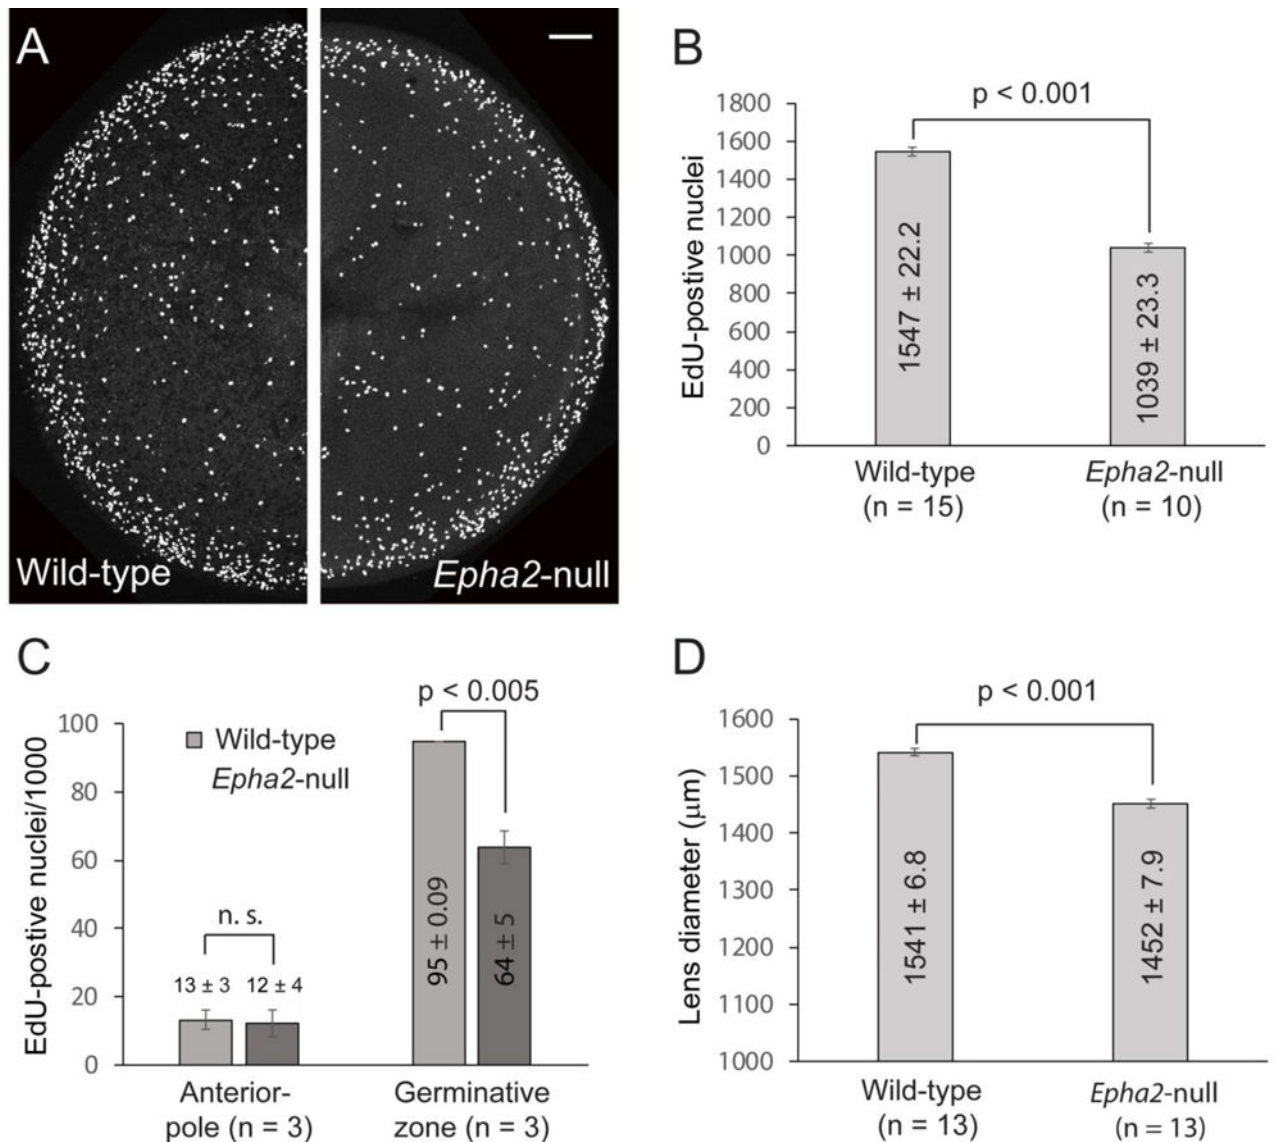 A
Wild-type
Epha2-null
B
p < 0.001
1800
1600
1400
1200
1000
800
600
400
200
0
EdU-postive nuclei
1547 ± 22.2
1039 ± 23.3
Wild-type
(n = 15)
Epha2-null
(n = 10)
C
p < 0.005
100
80
60
40
20
0
EdU-postive nuclei/1000
Wild-type
Epha2-null
n. s.
13 ± 3
12 ± 4
95 ± 0.09
64 ± 5
Anterior-
pole (n = 3)
Germinative
zone (n = 3)
D
p < 0.001
1600
1500
1400
1300
1200
1100
1000
Lens diameter (μm)
1541 ± 6.8
1452 ± 7.9
Wild-type
(n = 13)
Epha2-null
(n = 13)